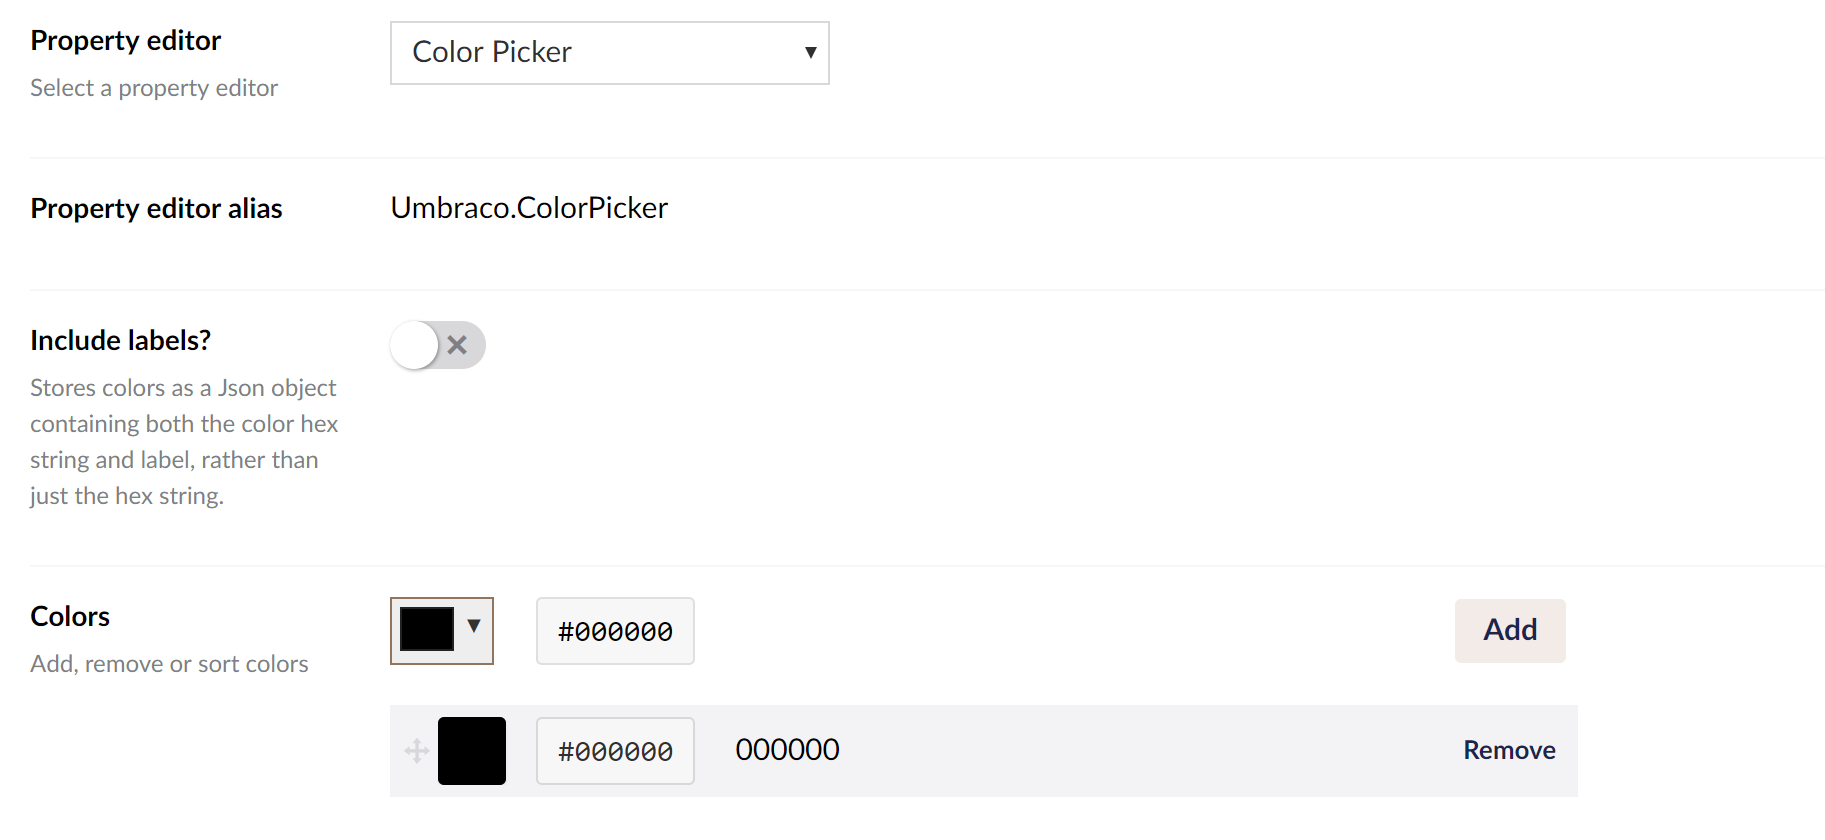 Property editor
Color Picker
Select a property editor
Property editor alias
Umbraco.ColorPicker
Include labels?
Stores colors as a Json object
containing both the color hex
string and label, rather than
just the hex string.
Colors
#000000
Add
Add, remove or sort colors
#000000
000000
Remove